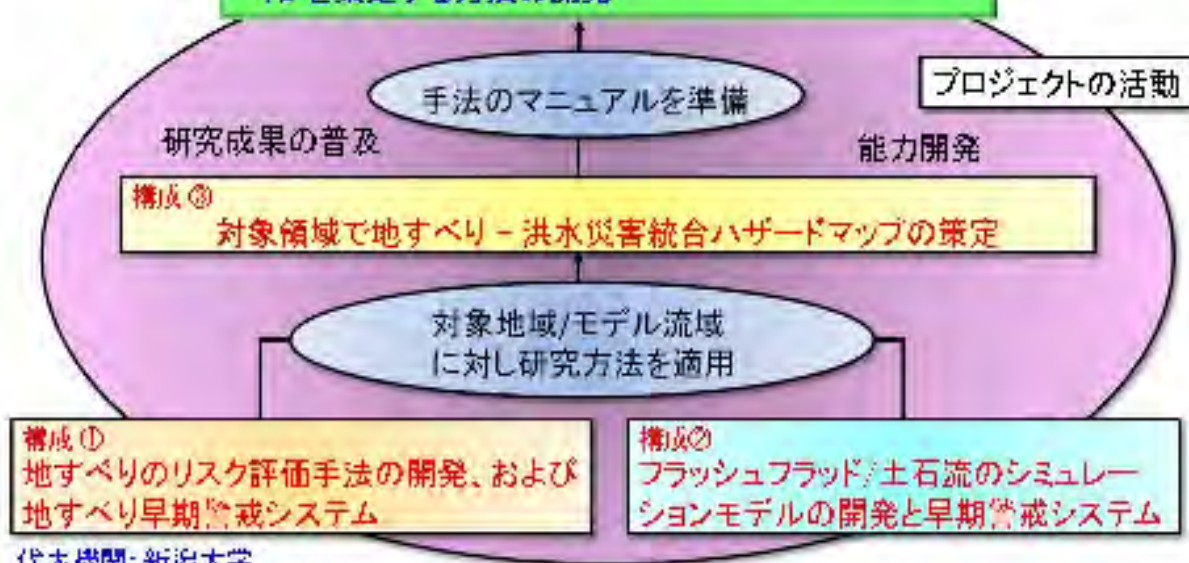 手法のマニュアルを準備
プロジェクトの活動
研究成果の普及
能力開発
構成③
対象領域で地すべり－洪水災害統合ハザードマップの策定
対象地域/モデル流域
に対し研究方法を適用
構成①
地すべりのリスク評価手法の開発、および
地すべり早期警戒システム
構成②
フラッシュフラッド/土石流のシミュレー
ションモデルの開発と早期警戒システム
新潟大学